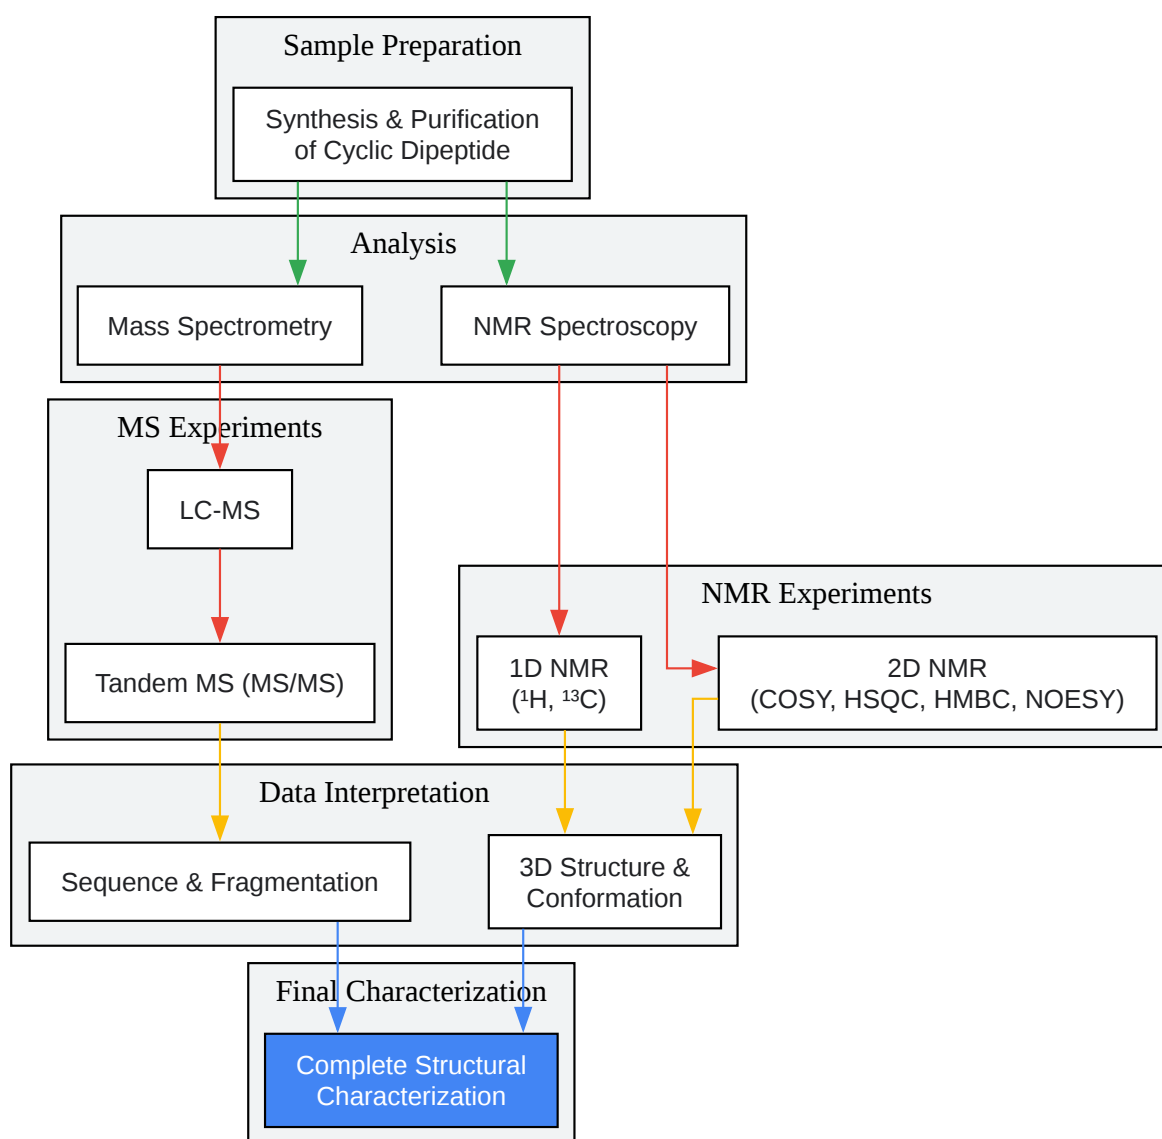 Sample Preparation
Synthesis & Purification
of Cyclic Dipeptide
Analysis
Mass Spectrometry
NMR Spectroscopy
MS Experiments
LC-MS
Tandem MS (MS/MS)
NMR Experiments
1D NMR
(¹H, ¹³C)
2D NMR
(COSY, HSQC, HMBC, NOESY)
Data Interpretation
Sequence & Fragmentation
3D Structure &
Conformation
Final Characterization
Complete Structural
Characterization